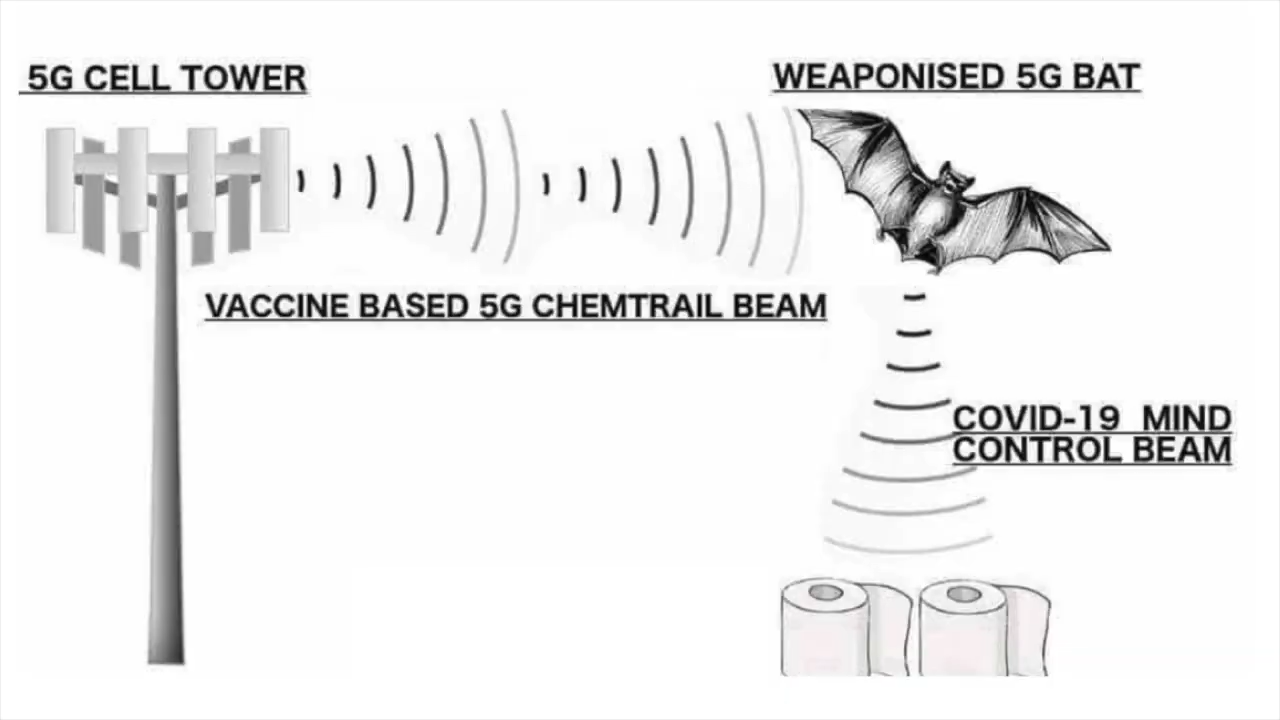 5G CELL TOWER
WEAPONISED 5G BAT
VACCINE BASED 5G CHEMTRAIL BEAM
COVID-19 MIND
CONTROL BEAM